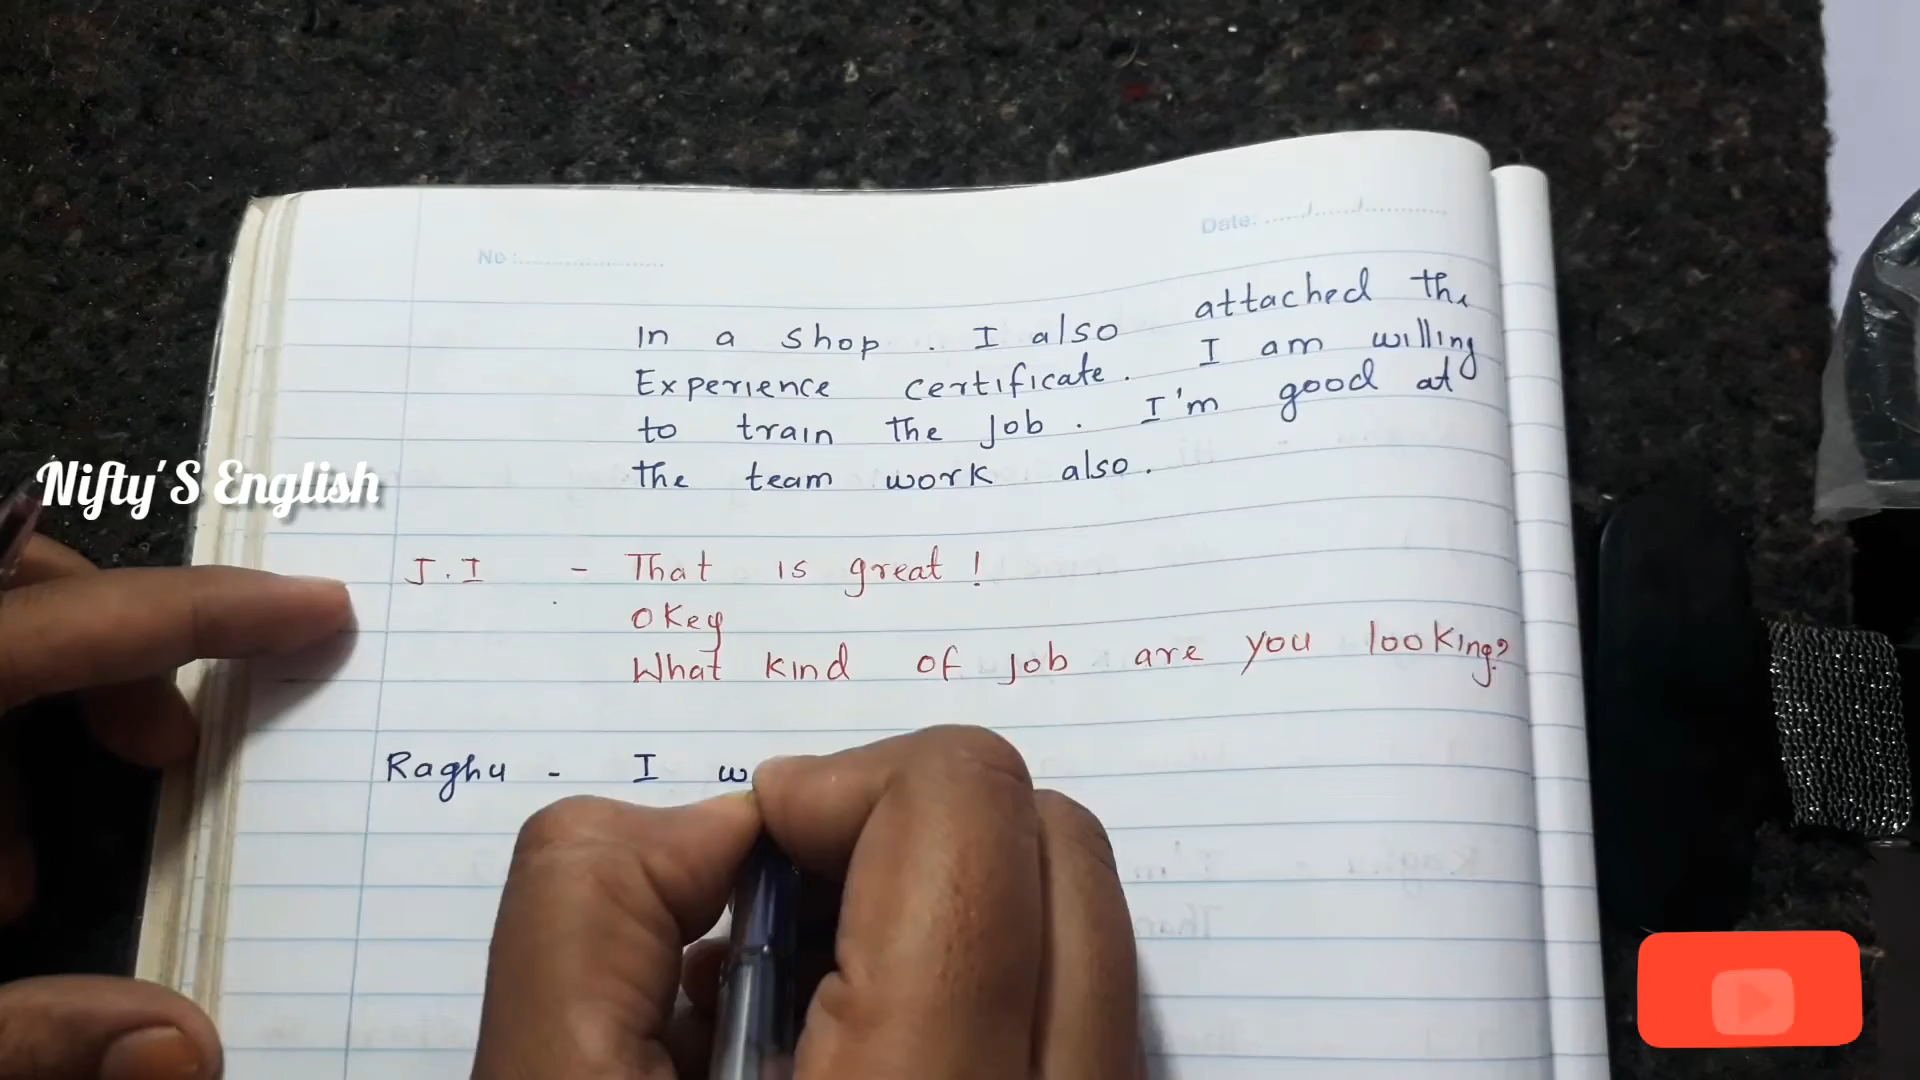 No :
Date:
In a shop . I also attached the
Experience certificate . I am willing
to train the job . I'm good at
the team work also .
Nifty'S English
J.I - That is great !
Okey
What kind of job are you looking?
Raghu - I